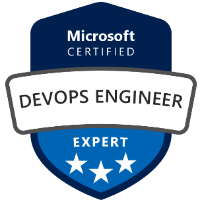 Microsoft
CERTIFIED
DEVOPS ENGINEER
EXPERT